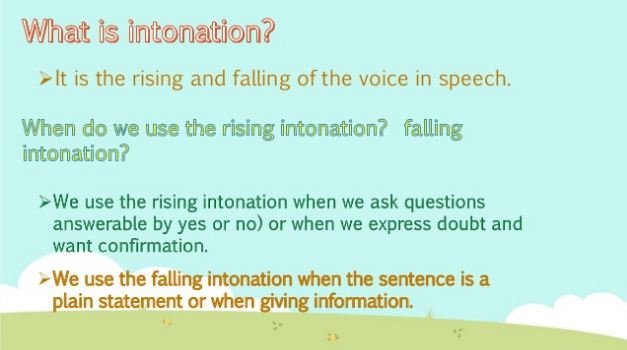 What is intonation?
➢It is the rising and falling of the voice in speech.
When do we use the rising intonation? falling
intonation?
➢We use the rising intonation when we ask questions
answerable by yes or no) or when we express doubt and
want confirmation.
➢We use the falling intonation when the sentence is a
plain statement or when giving information.